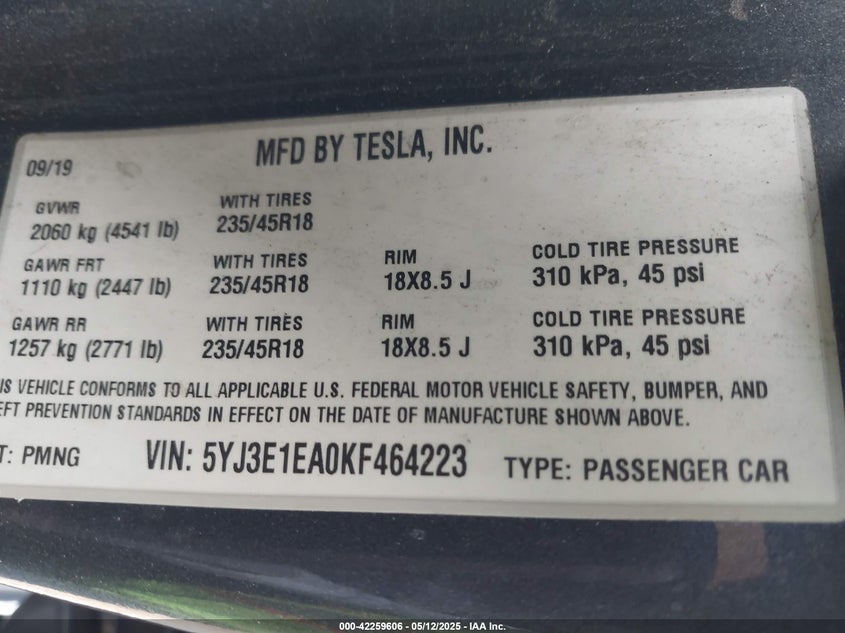 MFD BY TESLA, INC.
09/19
GVWR WITH TIRES
2060 kg (4541 lb) 235/45R18
GAWR FRT WITH TIRES RIM COLD TIRE PRESSURE
1110 kg (2447 lb) 235/45R18 18X8.5 J 310 kPa, 45 psi
GAWR RR WITH TIRES RIM COLD TIRE PRESSURE
1257 kg (2771 lb) 235/45R18 18X8.5 J 310 kPa, 45 psi
IS VEHICLE CONFORMS TO ALL APPLICABLE U.S. FEDERAL MOTOR VEHICLE SAFETY, BUMPER, AND
EFT PREVENTION STANDARDS IN EFFECT ON THE DATE OF MANUFACTURE SHOWN ABOVE.
T: PMNG VIN: 5YJ3E1EA0KF464223 TYPE: PASSENGER CAR
000-42259606 - 05/12/2025 - IAA Inc.